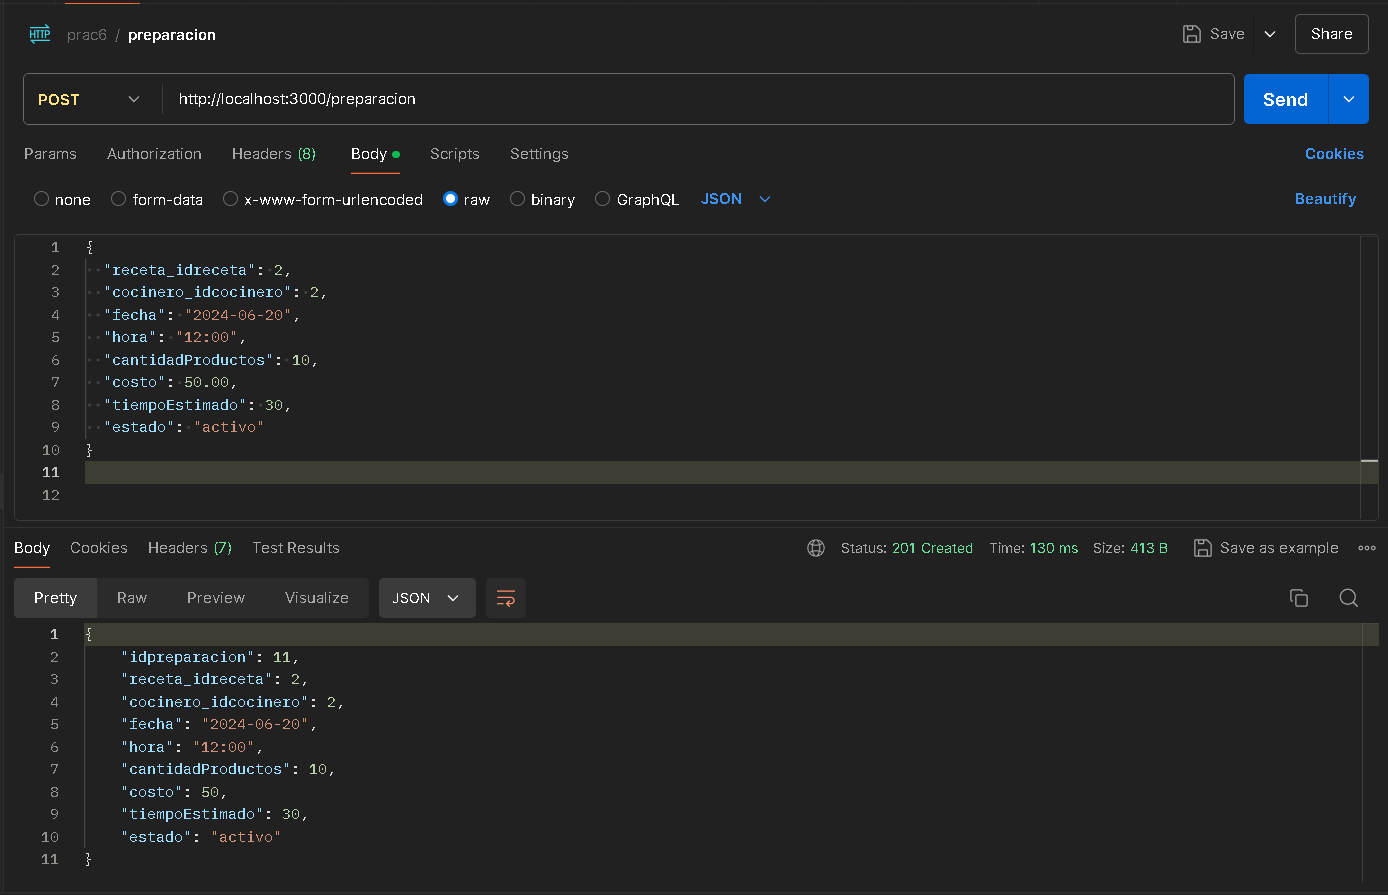 HTTP prac6 / preparacion Save Share
POST http://localhost:3000/preparacion Send
Params Authorization Headers (8) Body Scripts Settings Cookies
none form-data x-www-form-urlencoded raw binary GraphQL JSON Beautify
1 {
2 "receta_idreceta": 2,
3 "cocinero_idcocinero": 2,
4 "fecha": "2024-06-20",
5 "hora": "12:00",
6 "cantidadProductos": 10,
7 "costo": 50.00,
8 "tiempoEstimado": 30,
9 "estado": "activo"
10 }
11
12
Body Cookies Headers (7) Test Results Status: 201 Created Time: 130 ms Size: 413 B Save as example
Pretty Raw Preview Visualize JSON
1 {
2 "idpreparacion": 11,
3 "receta_idreceta": 2,
4 "cocinero_idcocinero": 2,
5 "fecha": "2024-06-20",
6 "hora": "12:00",
7 "cantidadProductos": 10,
8 "costo": 50,
9 "tiempoEstimado": 30,
10 "estado": "activo"
11 }